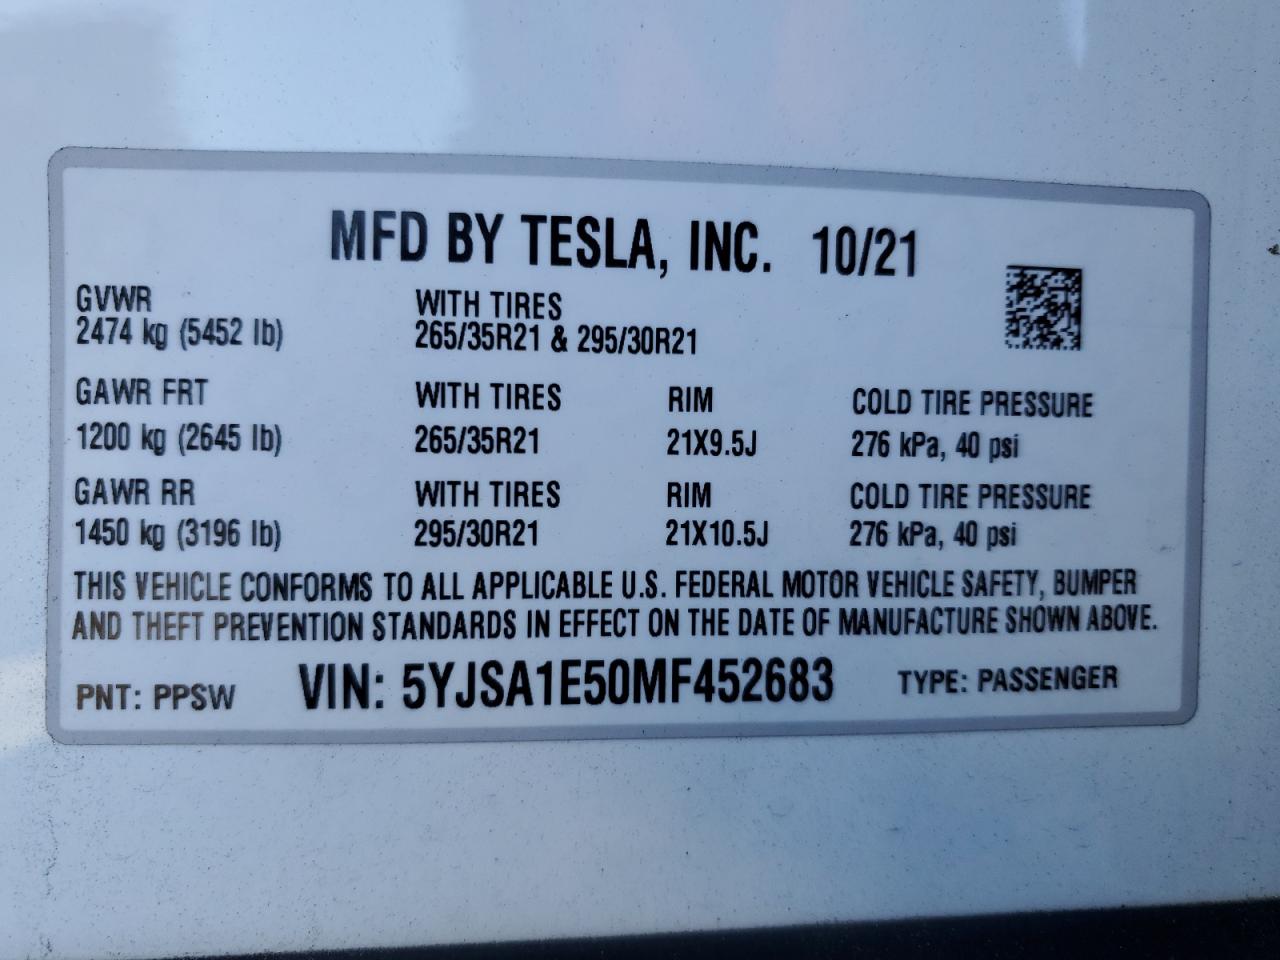 MFD BY TESLA, INC. 10/21
GVWR WITH TIRES
2474 kg (5452 lb) 265/35R21 & 295/30R21
GAWR FRT WITH TIRES RIM COLD TIRE PRESSURE
1200 kg (2645 lb) 265/35R21 21X9.5J 276 kPa, 40 psi
GAWR RR WITH TIRES RIM COLD TIRE PRESSURE
1450 kg (3196 lb) 295/30R21 21X10.5J 276 kPa, 40 psi
THIS VEHICLE CONFORMS TO ALL APPLICABLE U.S. FEDERAL MOTOR VEHICLE SAFETY, BUMPER
AND THEFT PREVENTION STANDARDS IN EFFECT ON THE DATE OF MANUFACTURE SHOWN ABOVE.
PNT: PPSW VIN: 5YJSA1E50MF452683 TYPE: PASSENGER